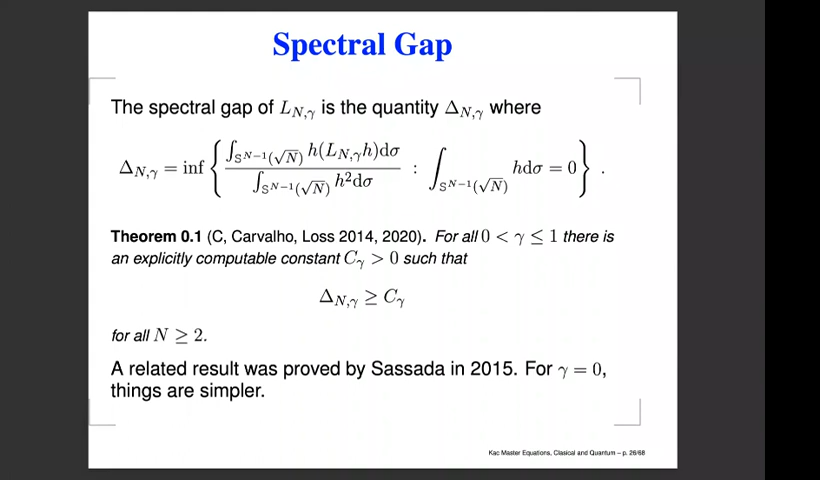 Spectral Gap
The spectral gap of L_{N,γ} is the quantity Δ_{N,γ} where
Δ_{N,γ} = inf { ∫_{S^{N−1}(√N)} h(L_{N,γ}h)dσ / ∫_{S^{N−1}(√N)} h²dσ : ∫_{S^{N−1}(√N)} hdσ = 0 } .
Theorem 0.1 (C, Carvalho, Loss 2014, 2020). For all 0 < γ ≤ 1 there is
an explicitly computable constant C_γ > 0 such that
Δ_{N,γ} ≥ C_γ
for all N ≥ 2.
A related result was proved by Sassada in 2015. For γ = 0,
things are simpler.
Kac Master Equations, Clasical and Quantum – p. 26/68